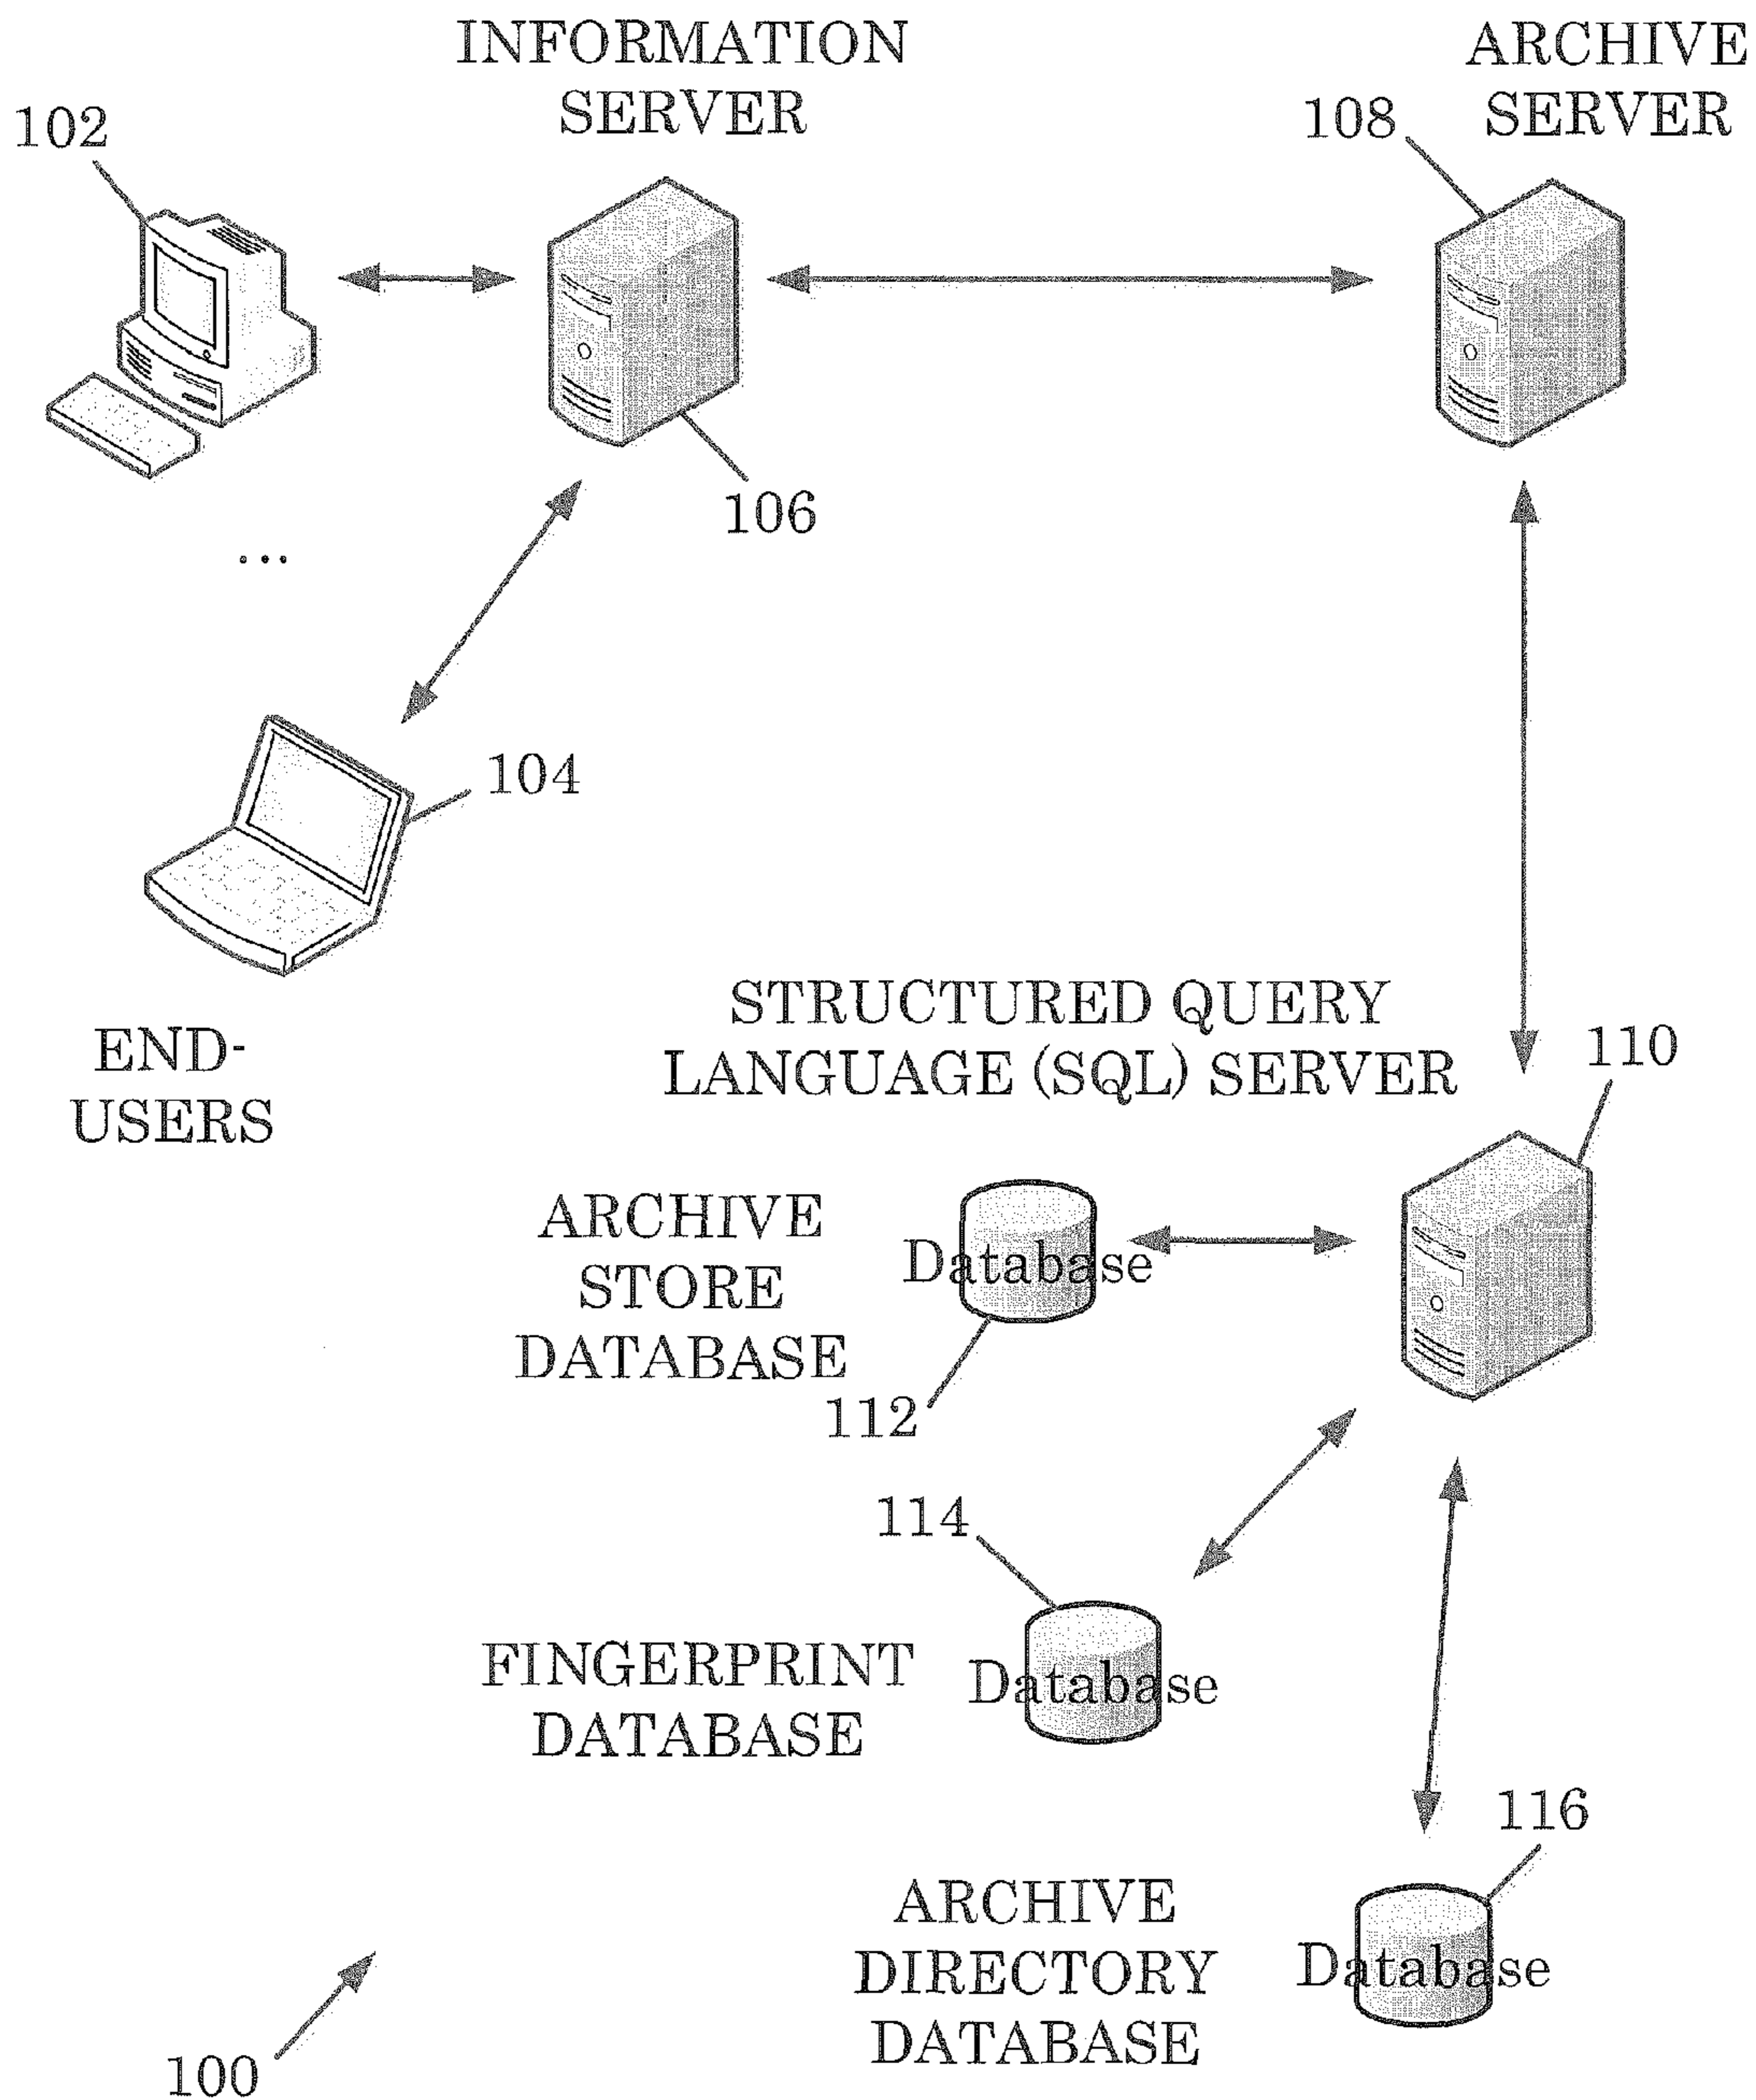 INFORMATION
SERVER
ARCHIVE
SERVER
102
108
106
...
104
END-
USERS
STRUCTURED QUERY
LANGUAGE (SQL) SERVER
110
ARCHIVE
STORE
DATABASE
Database
112
114
FINGERPRINT
DATABASE
Database
116
ARCHIVE
DIRECTORY
DATABASE
Database
100